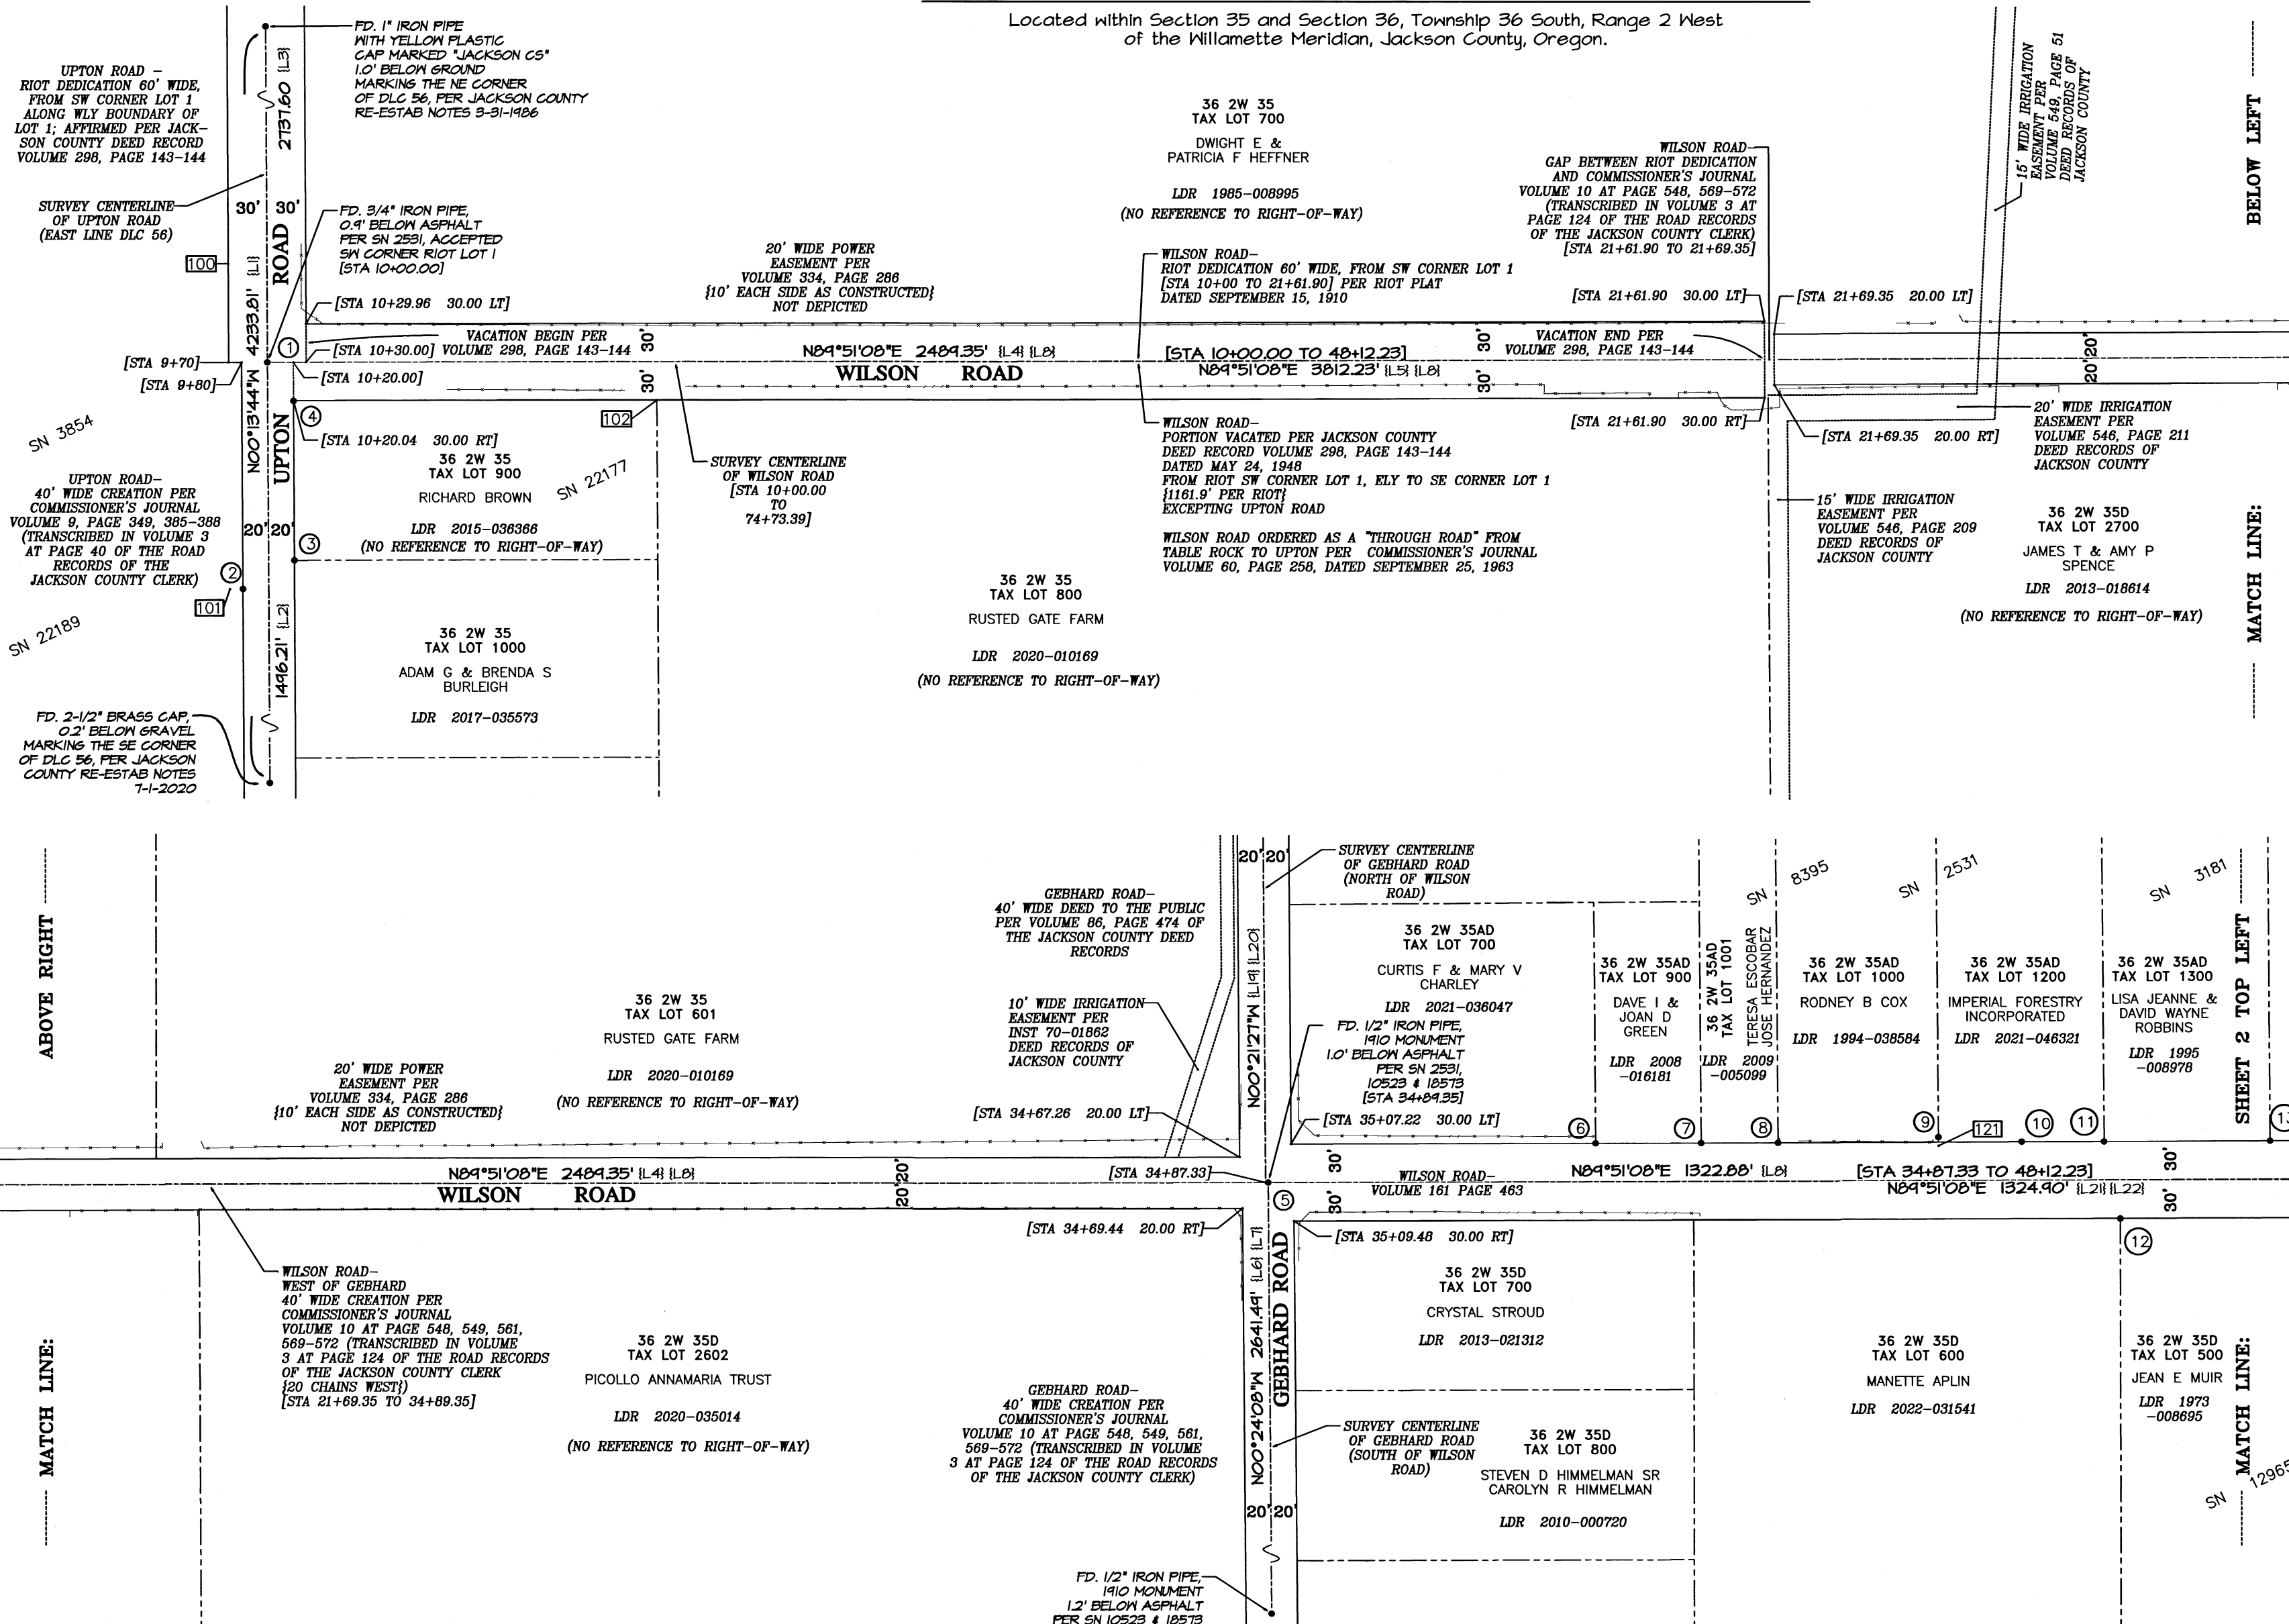 Located within Section 35 and Section 36, Township 36 South, Range 2 West
of the Willamette Meridian, Jackson County, Oregon.
FD. 1" IRON PIPE
WITH YELLOW PLASTIC
CAP MARKED "JACKSON CS"
1.0' BELOW GROUND
MARKING THE NE CORNER
OF DLC 56, PER JACKSON COUNTY
RE-ESTAB NOTES 3-31-1986
UPTON ROAD –
RIOT DEDICATION 60' WIDE,
FROM SW CORNER LOT 1
ALONG WLY BOUNDARY OF
LOT 1; AFFIRMED PER JACK-
SON COUNTY DEED RECORD
VOLUME 298, PAGE 143-144
SURVEY CENTERLINE
OF UPTON ROAD
(EAST LINE DLC 56)
2737.60 {L3}
30' 30'
100
N00°13'44"W 4233.81' {L1}
UPTON ROAD
FD. 3/4" IRON PIPE,
0.9' BELOW ASPHALT
PER SN 2531, ACCEPTED
SW CORNER RIOT LOT 1
[STA 10+00.00]
[STA 10+29.96 30.00 LT]
VACATION BEGIN PER
[STA 10+30.00] VOLUME 298, PAGE 143-144
1
[STA 9+70]
[STA 9+80]
[STA 10+20.00]
4
[STA 10+20.04 30.00 RT]
20' WIDE POWER
EASEMENT PER
VOLUME 334, PAGE 286
{10' EACH SIDE AS CONSTRUCTED}
NOT DEPICTED
36 2W 35
TAX LOT 700
DWIGHT E &
PATRICIA F HEFFNER
LDR 1985-008995
(NO REFERENCE TO RIGHT-OF-WAY)
WILSON ROAD-
RIOT DEDICATION 60' WIDE, FROM SW CORNER LOT 1
[STA 10+00 TO 21+61.90] PER RIOT PLAT
DATED SEPTEMBER 15, 1910
WILSON ROAD-
GAP BETWEEN RIOT DEDICATION
AND COMMISSIONER'S JOURNAL
VOLUME 10 AT PAGE 548, 569-572
(TRANSCRIBED IN VOLUME 3 AT
PAGE 124 OF THE ROAD RECORDS
OF THE JACKSON COUNTY CLERK)
[STA 21+61.90 TO 21+69.35]
15' WIDE IRRIGATION
EASEMENT PER
VOLUME 549, PAGE 51
DEED RECORDS OF
JACKSON COUNTY
[STA 21+61.90 30.00 LT]
[STA 21+69.35 20.00 LT]
VACATION END PER
VOLUME 298, PAGE 143-144
30'
30'
30'
30'
20' 20'
N89°51'08"E 2489.35' {L4} {L8}
[STA 10+00.00 TO 48+12.23]
WILSON ROAD
N89°51'08"E 3812.23' {L5} {L8}
102
[STA 21+61.90 30.00 RT]
[STA 21+69.35 20.00 RT]
SN 3854
UPTON ROAD-
40' WIDE CREATION PER
COMMISSIONER'S JOURNAL
VOLUME 9, PAGE 349, 385-388
(TRANSCRIBED IN VOLUME 3
AT PAGE 40 OF THE ROAD
RECORDS OF THE
JACKSON COUNTY CLERK)
20' 20'
2
3
101
SN 22189
1496.21' {L2}
FD. 2-1/2" BRASS CAP,
0.2' BELOW GRAVEL
MARKING THE SE CORNER
OF DLC 56, PER JACKSON
COUNTY RE-ESTAB NOTES
7-1-2020
36 2W 35
TAX LOT 900
RICHARD BROWN
LDR 2015-036366
(NO REFERENCE TO RIGHT-OF-WAY)
SN 22177
36 2W 35
TAX LOT 1000
ADAM G & BRENDA S
BURLEIGH
LDR 2017-035573
SURVEY CENTERLINE
OF WILSON ROAD
[STA 10+00.00
TO
74+73.39]
36 2W 35
TAX LOT 800
RUSTED GATE FARM
LDR 2020-010169
(NO REFERENCE TO RIGHT-OF-WAY)
WILSON ROAD-
PORTION VACATED PER JACKSON COUNTY
DEED RECORD VOLUME 298, PAGE 143-144
DATED MAY 24, 1948
FROM RIOT SW CORNER LOT 1, ELY TO SE CORNER LOT 1
{1161.9' PER RIOT}
EXCEPTING UPTON ROAD
WILSON ROAD ORDERED AS A "THROUGH ROAD" FROM
TABLE ROCK TO UPTON PER COMMISSIONER'S JOURNAL
VOLUME 60, PAGE 258, DATED SEPTEMBER 25, 1963
15' WIDE IRRIGATION
EASEMENT PER
VOLUME 546, PAGE 209
DEED RECORDS OF
JACKSON COUNTY
20' WIDE IRRIGATION
EASEMENT PER
VOLUME 546, PAGE 211
DEED RECORDS OF
JACKSON COUNTY
36 2W 35D
TAX LOT 2700
JAMES T & AMY P
SPENCE
LDR 2013-018614
(NO REFERENCE TO RIGHT-OF-WAY)
MATCH LINE: BELOW LEFT
MATCH LINE: ABOVE RIGHT
20' WIDE POWER
EASEMENT PER
VOLUME 334, PAGE 286
{10' EACH SIDE AS CONSTRUCTED}
NOT DEPICTED
36 2W 35
TAX LOT 601
RUSTED GATE FARM
LDR 2020-010169
(NO REFERENCE TO RIGHT-OF-WAY)
GEBHARD ROAD-
40' WIDE DEED TO THE PUBLIC
PER VOLUME 86, PAGE 474 OF
THE JACKSON COUNTY DEED
RECORDS
10' WIDE IRRIGATION
EASEMENT PER
INST 70-01862
DEED RECORDS OF
JACKSON COUNTY
[STA 34+67.26 20.00 LT]
20' 20'
N00°21'27"W {L19} {L20}
SURVEY CENTERLINE
OF GEBHARD ROAD
(NORTH OF WILSON
ROAD)
36 2W 35AD
TAX LOT 700
CURTIS F & MARY V
CHARLEY
LDR 2021-036047
FD. 1/2" IRON PIPE,
1910 MONUMENT
1.0' BELOW ASPHALT
PER SN 2531,
10523 & 18573
[STA 34+89.35]
[STA 35+07.22 30.00 LT]
36 2W 35AD
TAX LOT 900
DAVE I &
JOAN D
GREEN
LDR 2008
-016181
36 2W 35AD
TAX LOT 1001
TERESA ESCOBAR
JOSE HERNANDEZ
LDR 2009
-005099
SN 8395
36 2W 35AD
TAX LOT 1000
RODNEY B COX
LDR 1994-038584
SN 2531
36 2W 35AD
TAX LOT 1200
IMPERIAL FORESTRY
INCORPORATED
LDR 2021-046321
SN 3181
36 2W 35AD
TAX LOT 1300
LISA JEANNE &
DAVID WAYNE
ROBBINS
LDR 1995
-008978
6
7
8
9
121
10
11
13
N89°51'08"E 2489.35' {L4} {L8}
WILSON ROAD
20' 20'
[STA 34+87.33]
5
30'
30'
WILSON ROAD-
VOLUME 161 PAGE 463
N89°51'08"E 1322.88' {L8}
[STA 34+87.33 TO 48+12.23]
N89°51'08"E 1324.90' {L21}{L22}
30'
30'
[STA 34+69.44 20.00 RT]
[STA 35+09.48 30.00 RT]
12
WILSON ROAD-
WEST OF GEBHARD
40' WIDE CREATION PER
COMMISSIONER'S JOURNAL
VOLUME 10 AT PAGE 548, 549, 561,
569-572 (TRANSCRIBED IN VOLUME
3 AT PAGE 124 OF THE ROAD RECORDS
OF THE JACKSON COUNTY CLERK
{20 CHAINS WEST})
[STA 21+69.35 TO 34+89.35]
36 2W 35D
TAX LOT 2602
PICOLLO ANNAMARIA TRUST
LDR 2020-035014
(NO REFERENCE TO RIGHT-OF-WAY)
GEBHARD ROAD-
40' WIDE CREATION PER
COMMISSIONER'S JOURNAL
VOLUME 10 AT PAGE 548, 549, 561,
569-572 (TRANSCRIBED IN VOLUME
3 AT PAGE 124 OF THE ROAD RECORDS
OF THE JACKSON COUNTY CLERK)
N00°24'08"W 2641.49' {L6} {L7}
GEBHARD ROAD
20' 20'
SURVEY CENTERLINE
OF GEBHARD ROAD
(SOUTH OF WILSON
ROAD)
FD. 1/2" IRON PIPE,
1910 MONUMENT
1.2' BELOW ASPHALT
PER SN 10523 & 18573
36 2W 35D
TAX LOT 700
CRYSTAL STROUD
LDR 2013-021312
36 2W 35D
TAX LOT 800
STEVEN D HIMMELMAN SR
CAROLYN R HIMMELMAN
LDR 2010-000720
36 2W 35D
TAX LOT 600
MANETTE APLIN
LDR 2022-031541
36 2W 35D
TAX LOT 500
JEAN E MUIR
LDR 1973
-008695
SN 12965
MATCH LINE: SHEET 2 TOP LEFT